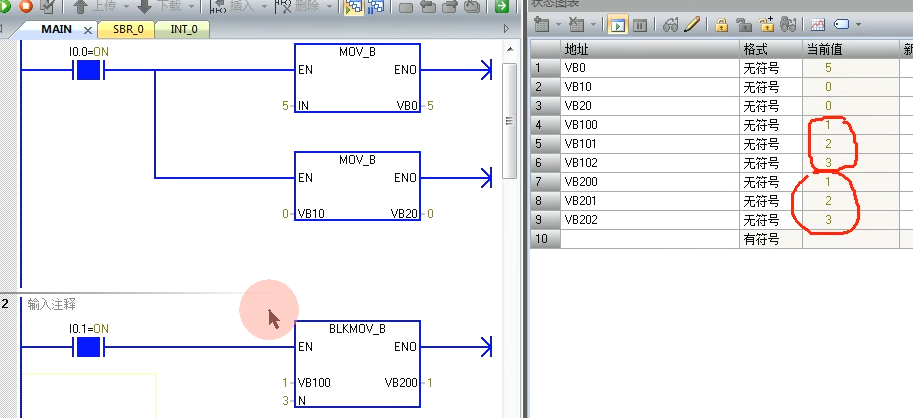 上传
下载
插入
删除
MAIN
SBR_0
INT_0
I0.0=ON
MOV_B
EN
ENO
5
IN
VB0
5
MOV_B
EN
ENO
0
VB10
VB20
0
2
输入注释
I0.1=ON
BLKMOV_B
EN
ENO
1
VB100
VB200
1
3
N
状态图表
地址 格式 当前值
1 VB0 无符号 5
2 VB10 无符号 0
3 VB20 无符号 0
4 VB100 无符号 1
5 VB101 无符号 2
6 VB102 无符号 3
7 VB200 无符号 1
8 VB201 无符号 2
9 VB202 无符号 3
10 有符号